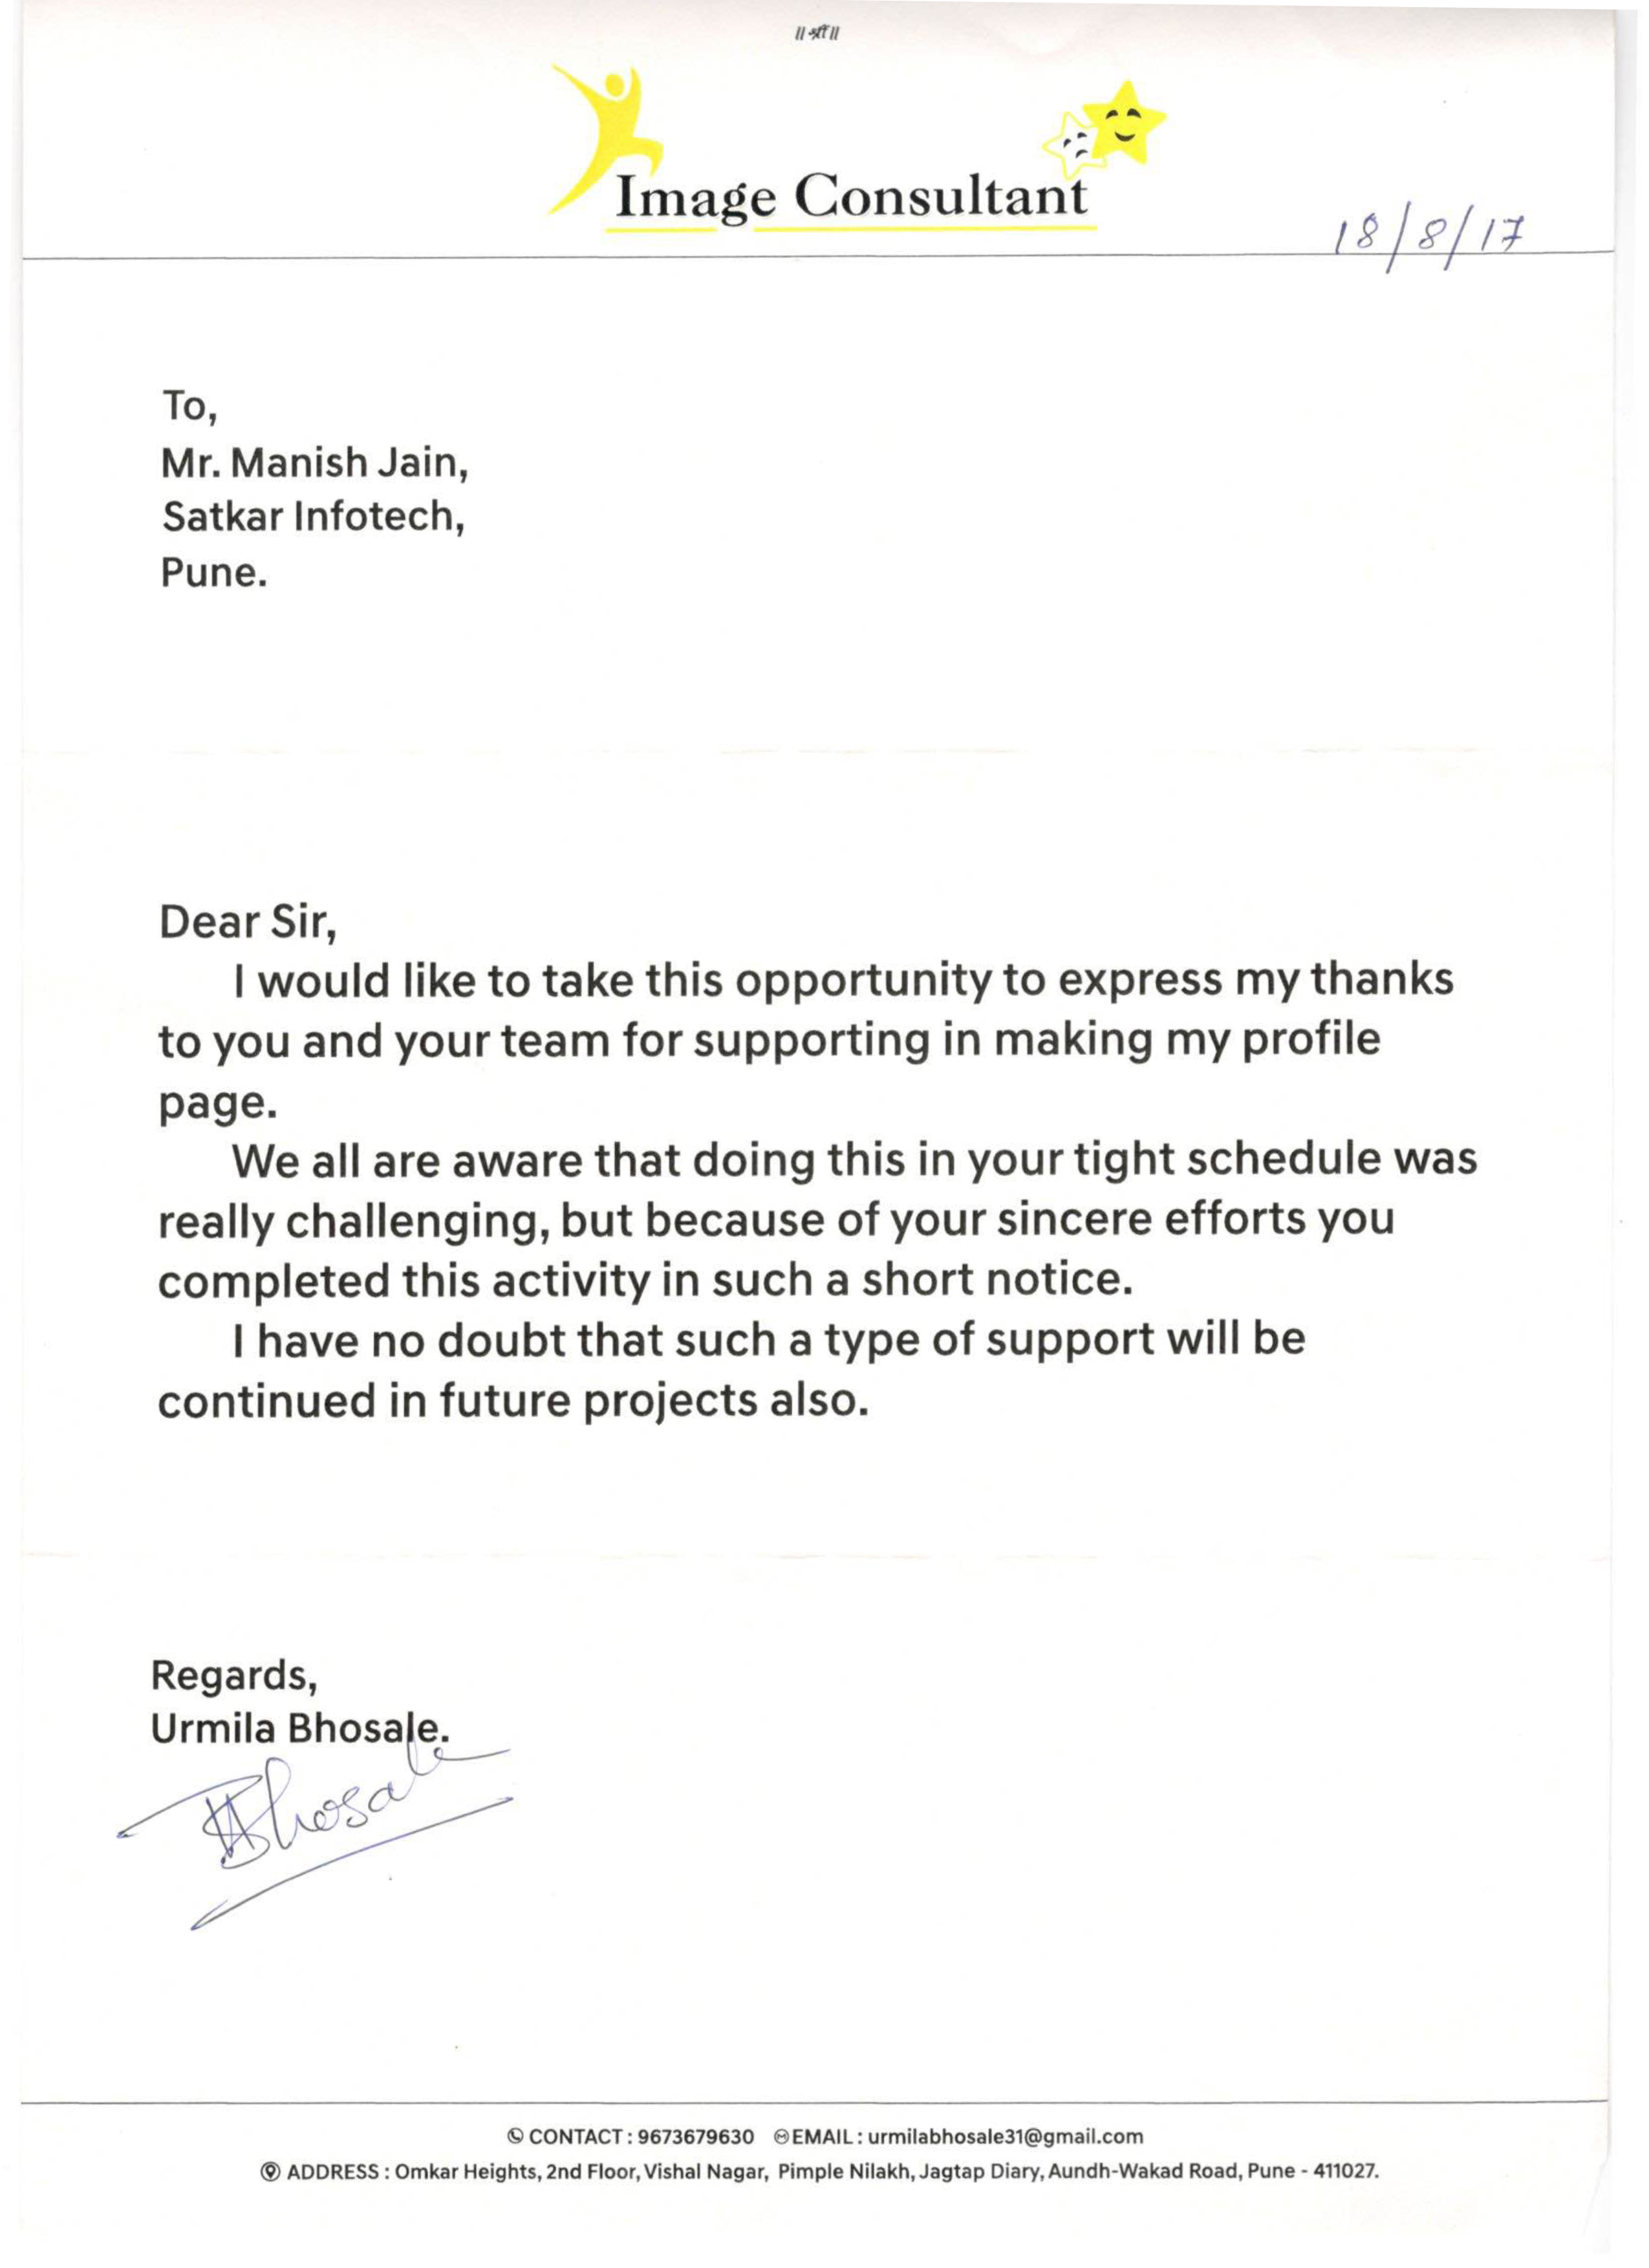 ॥ श्री ॥
Image Consultant
18/8/17
To,
Mr. Manish Jain,
Satkar Infotech,
Pune.
Dear Sir,
I would like to take this opportunity to express my thanks
to you and your team for supporting in making my profile
page.
We all are aware that doing this in your tight schedule was
really challenging, but because of your sincere efforts you
completed this activity in such a short notice.
I have no doubt that such a type of support will be
continued in future projects also.
Regards,
Urmila Bhosale.
Bhosale
CONTACT : 9673679630 EMAIL : urmilabhosale31@gmail.com
ADDRESS : Omkar Heights, 2nd Floor, Vishal Nagar, Pimple Nilakh, Jagtap Diary, Aundh-Wakad Road, Pune - 411027.